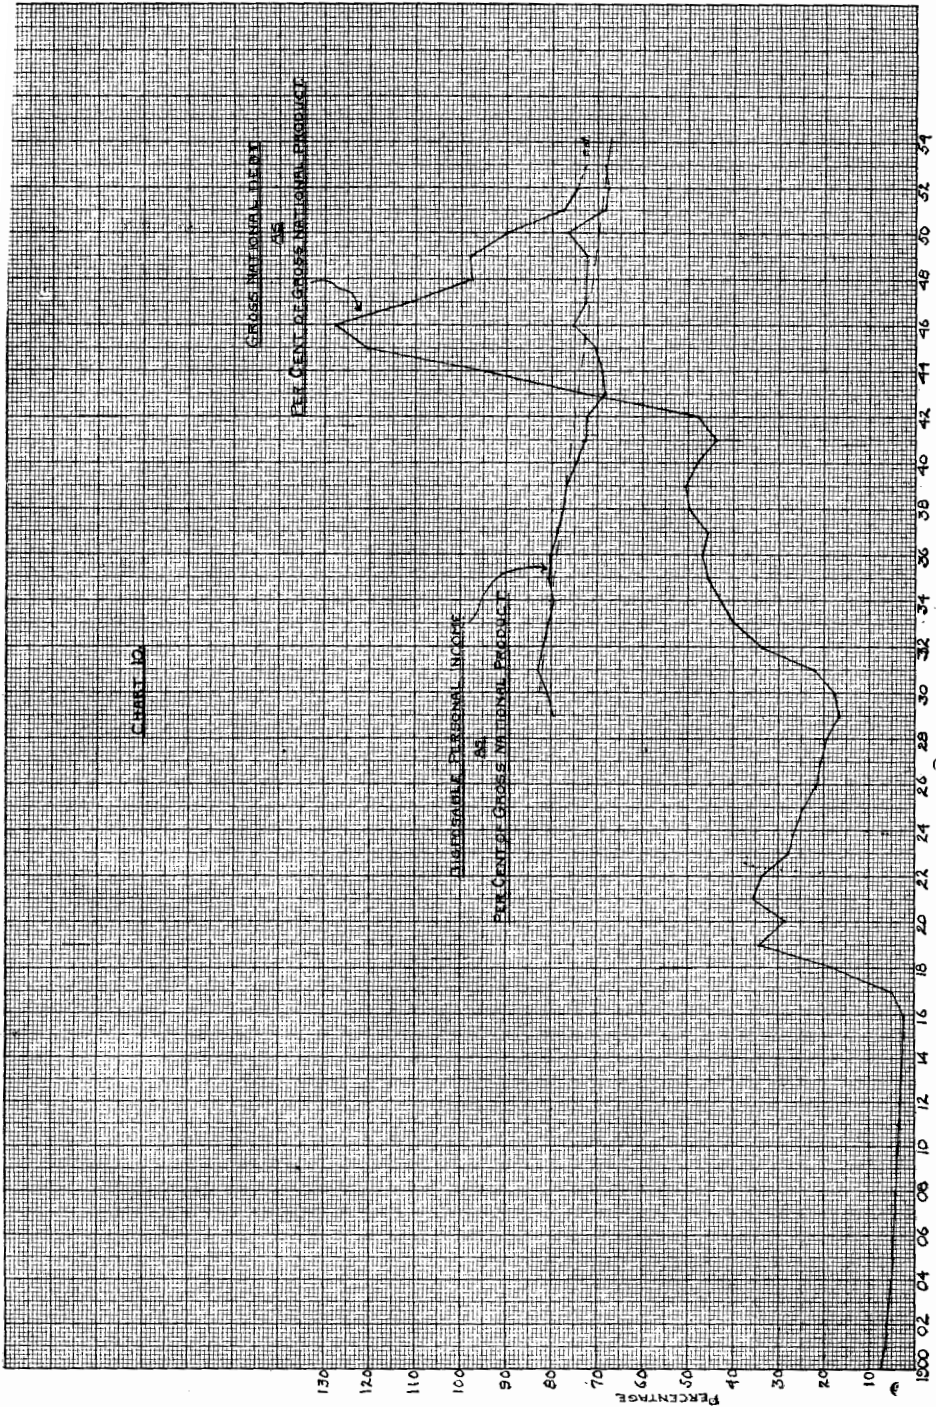 CHART 10.
GROSS NATIONAL DEBT
AS
PER CENT OF GROSS NATIONAL PRODUCT
DISPOSABLE PERSONAL INCOME
AS
PER CENT OF GROSS NATIONAL PRODUCT
PERCENTAGE
130
120
110
100
90
80
70
60
50
40
30
20
10
0
1900 02 04 06 08 10 12 14 16 18 20 22 24 26 28 30 32 34 36 38 40 42 44 46 48 50 52 54